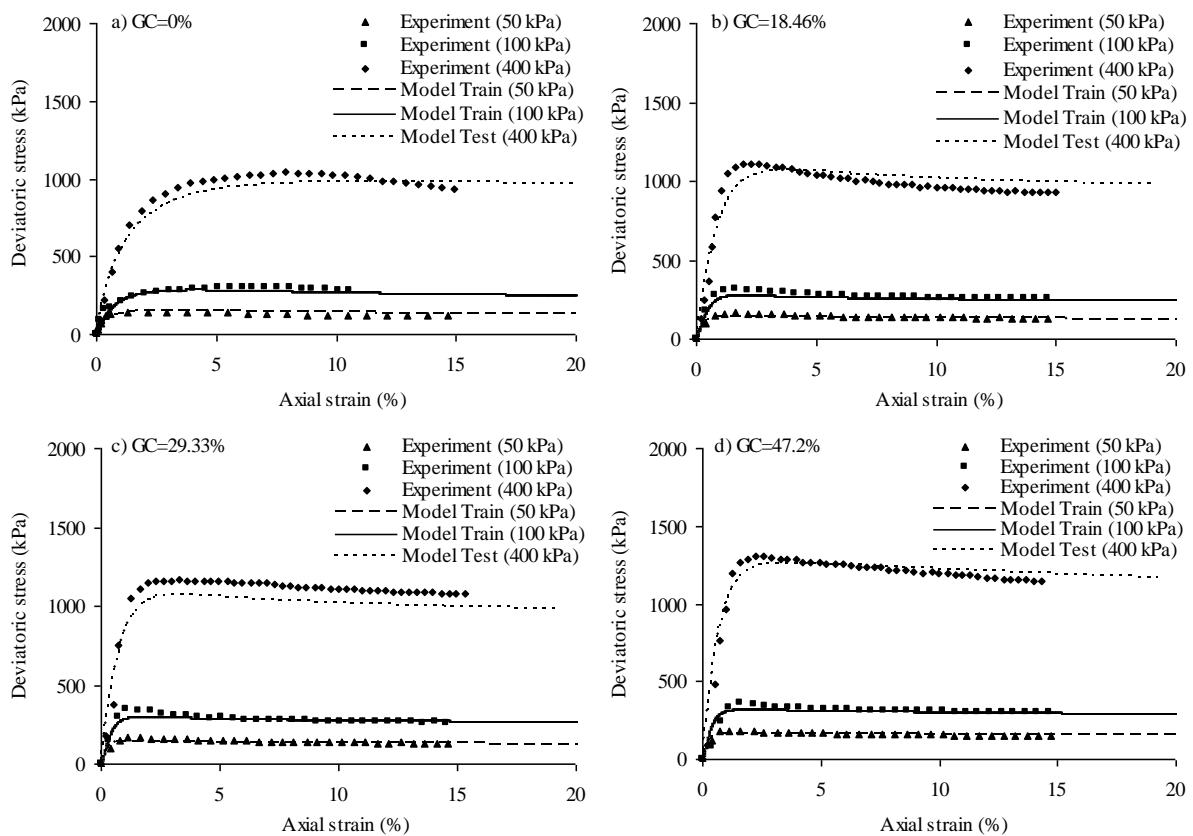 a) GC=0%
Experiment (50 kPa)
Experiment (100 kPa)
Experiment (400 kPa)
Model Train (50 kPa)
Model Train (100 kPa)
Model Test (400 kPa)
2000
1500
1000
500
0
Deviatoric stress (kPa)
0 5 10 15 20
Axial strain (%)
b) GC=18.46%
Experiment (50 kPa)
Experiment (100 kPa)
Experiment (400 kPa)
Model Train (50 kPa)
Model Train (100 kPa)
Model Test (400 kPa)
2000
1500
1000
500
0
Deviatoric stress (kPa)
0 5 10 15 20
Axial strain (%)
c) GC=29.33%
Experiment (50 kPa)
Experiment (100 kPa)
Experiment (400 kPa)
Model Train (50 kPa)
Model Train (100 kPa)
Model Test (400 kPa)
2000
1500
1000
500
0
Deviatoric stress (kPa)
0 5 10 15 20
Axial strain (%)
d) GC=47.2%
Experiment (50 kPa)
Experiment (100 kPa)
Experiment (400 kPa)
Model Train (50 kPa)
Model Train (100 kPa)
Model Test (400 kPa)
2000
1500
1000
500
0
Deviatoric stress (kPa)
0 5 10 15 20
Axial strain (%)